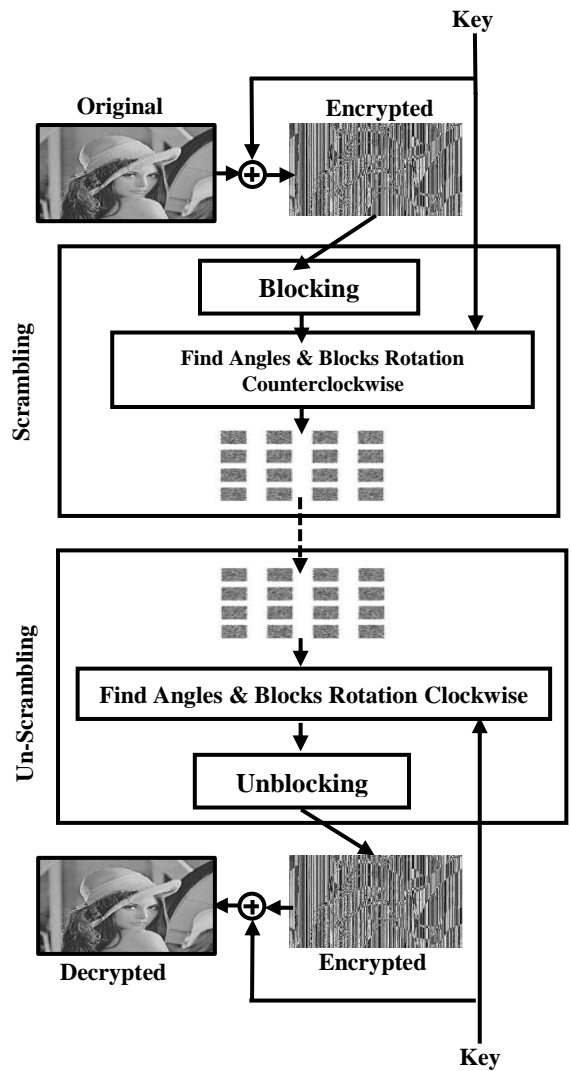 Key
Original
Encrypted
Blocking
Scrambling
Find Angles & Blocks Rotation
Counterclockwise
Un-Scrambling
Find Angles & Blocks Rotation Clockwise
Unblocking
Decrypted
Encrypted
Key